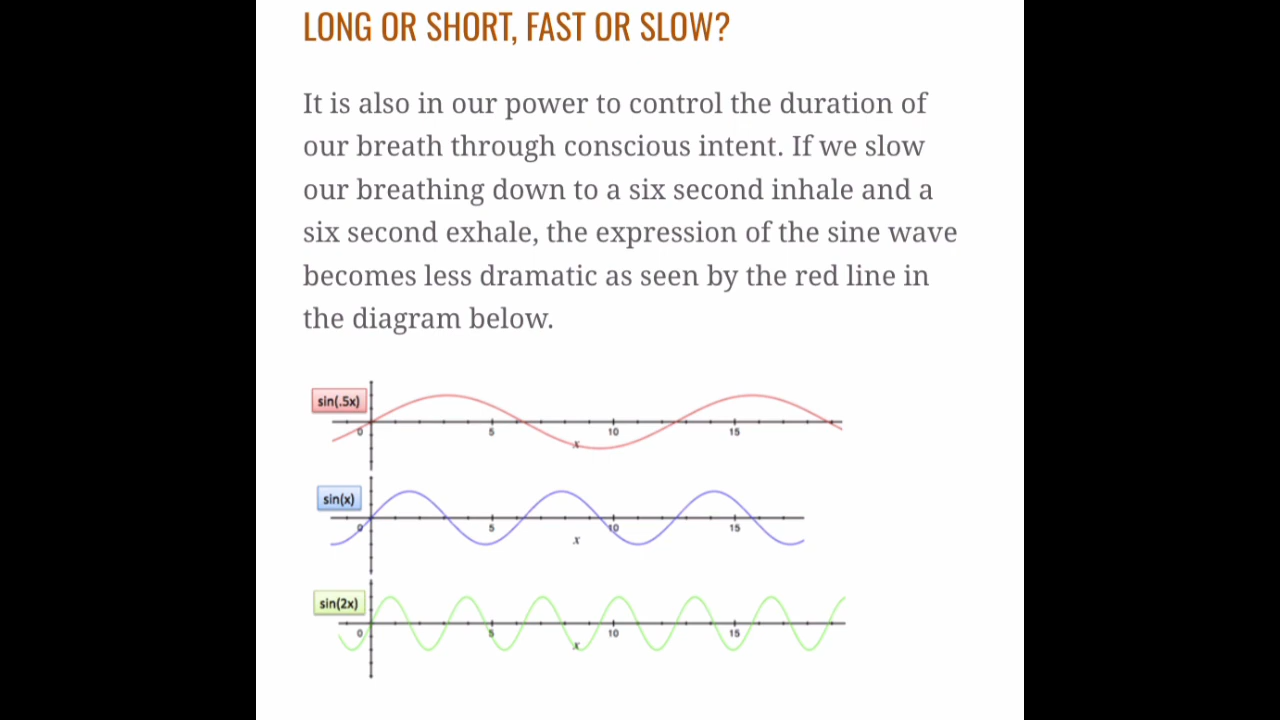 LONG OR SHORT, FAST OR SLOW?
It is also in our power to control the duration of
our breath through conscious intent. If we slow
our breathing down to a six second inhale and a
six second exhale, the expression of the sine wave
becomes less dramatic as seen by the red line in
the diagram below.
sin(.5x)
0 5 10 15
x
sin(x)
0 5 10 15
x
sin(2x)
0 5 10 15
x